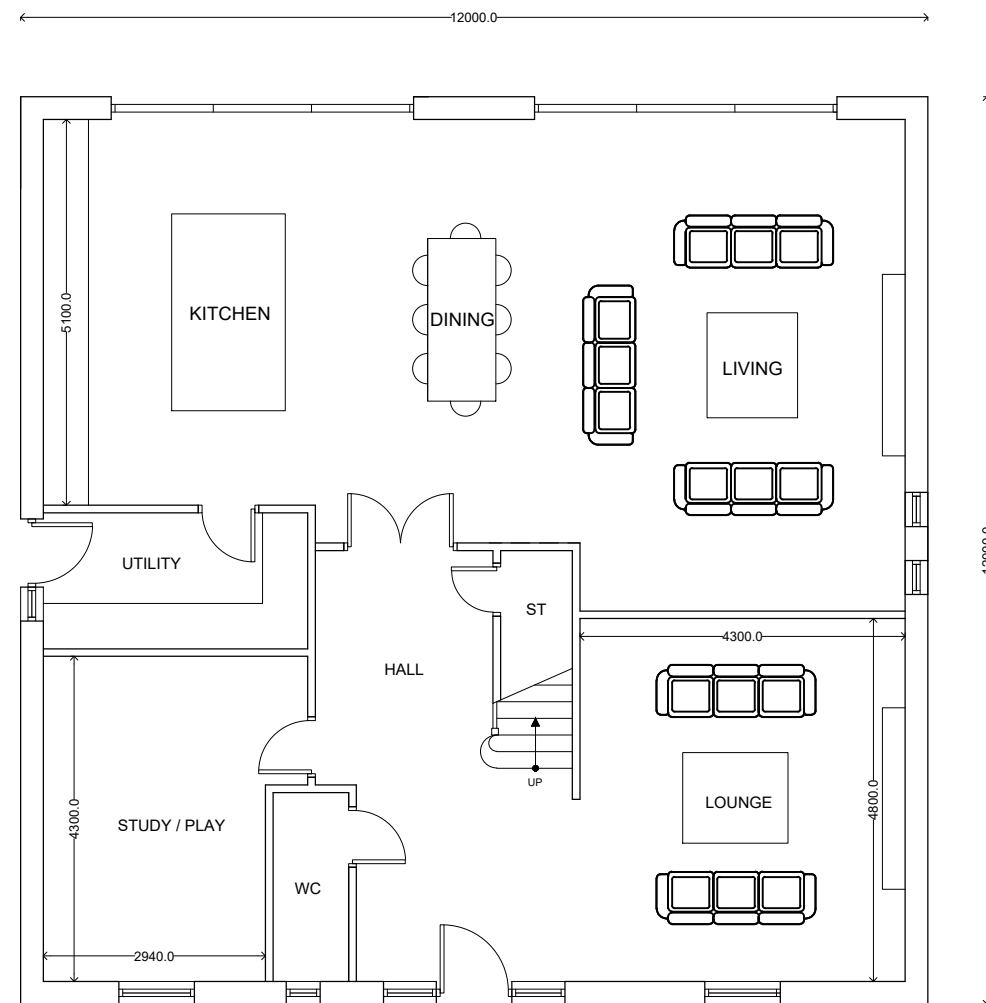 12000.0
5100.0
KITCHEN
DINING
LIVING
UTILITY
ST
HALL
4300.0
UP
4300.0
STUDY / PLAY
LOUNGE
4800.0
WC
2940.0